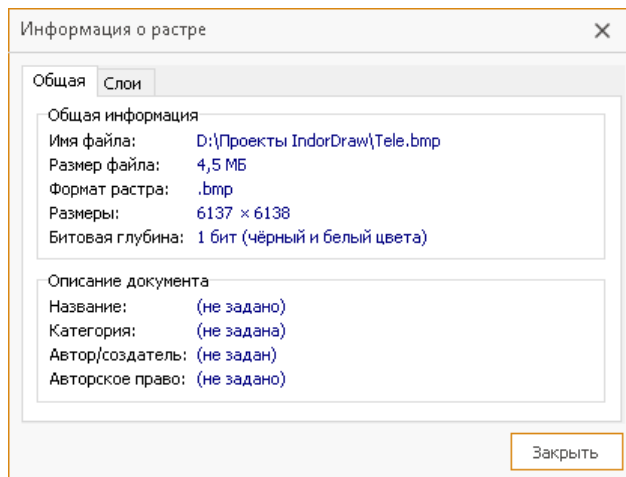 Информация о растре
Общая Слои
Общая информация
Имя файла: D:\Проекты IndorDraw\Tele.bmp
Размер файла: 4,5 МБ
Формат растра: .bmp
Размеры: 6137 × 6138
Битовая глубина: 1 бит (чёрный и белый цвета)
Описание документа
Название: (не задано)
Категория: (не задана)
Автор/создатель: (не задан)
Авторское право: (не задано)
Закрыть